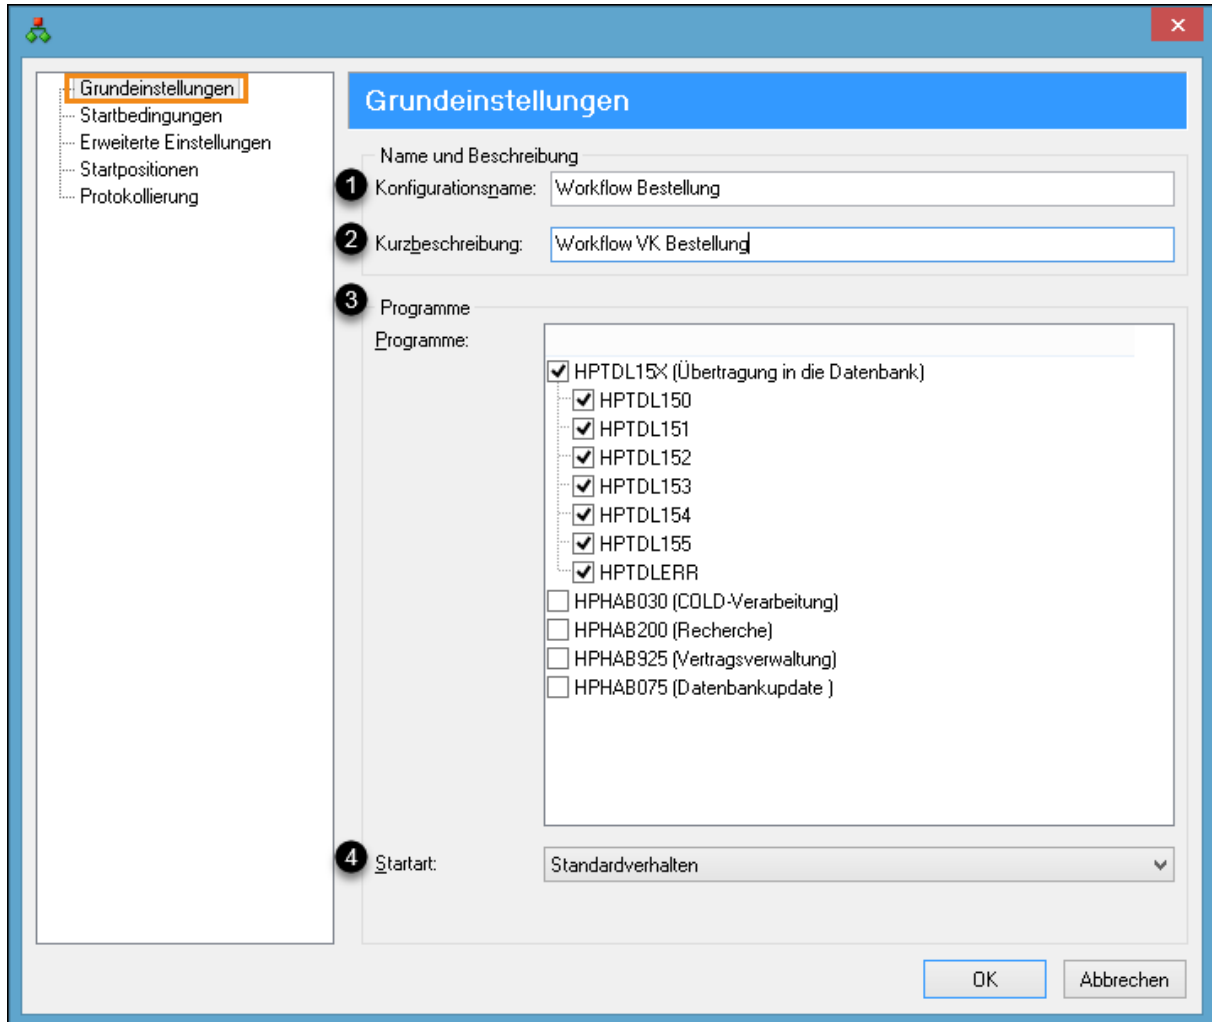 Grundeinstellungen
Startbedingungen
Erweiterte Einstellungen
Startpositionen
Protokollierung
Grundeinstellungen
Name und Beschreibung
1 Konfigurationsname: Workflow Bestellung
2 Kurzbeschreibung: Workflow VK Bestellung
3 Programme
Programme:
HPTDL15X (Übertragung in die Datenbank)
HPTDL150
HPTDL151
HPTDL152
HPTDL153
HPTDL154
HPTDL155
HPTDLERR
HPHAB030 (COLD-Verarbeitung)
HPHAB200 (Recherche)
HPHAB925 (Vertragsverwaltung)
HPHAB075 (Datenbankupdate )
4 Startart: Standardverhalten
OK Abbrechen